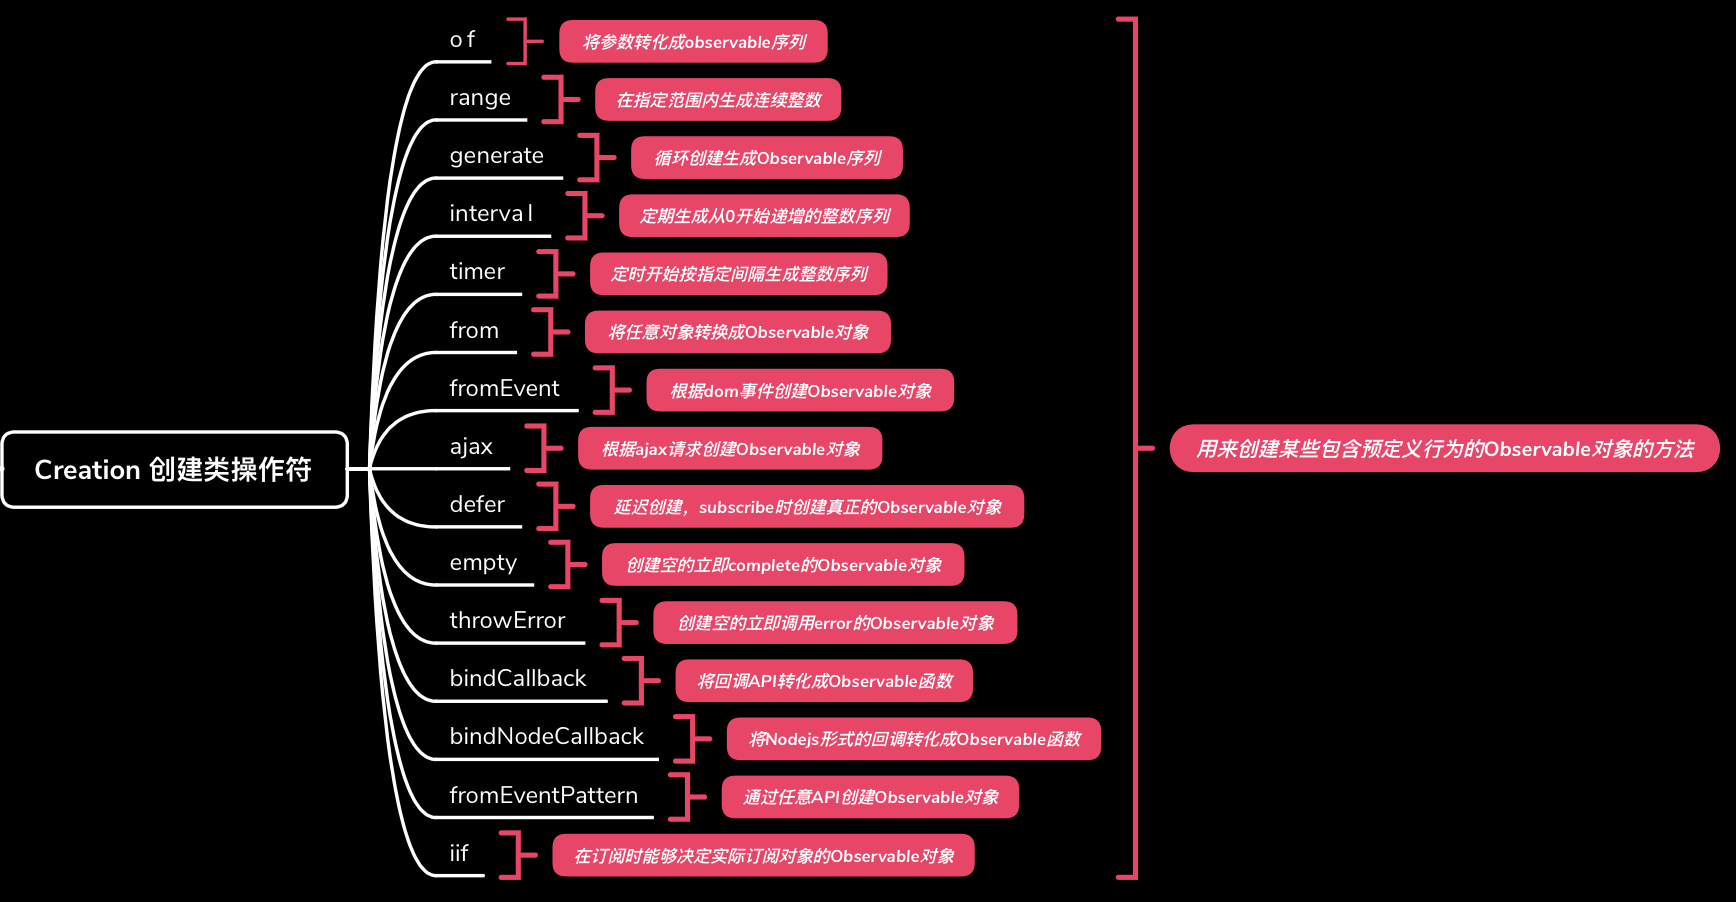 Creation 创建类操作符
of
将参数转化成observable序列
range
在指定范围内生成连续整数
generate
循环创建生成Observable序列
interval
定期生成从0开始递增的整数序列
timer
定时开始按指定间隔生成整数序列
from
将任意对象转换成Observable对象
fromEvent
根据dom事件创建Observable对象
ajax
根据ajax请求创建Observable对象
defer
延迟创建，subscribe时创建真正的Observable对象
empty
创建空的立即complete的Observable对象
throwError
创建空的立即调用error的Observable对象
bindCallback
将回调API转化成Observable函数
bindNodeCallback
将Nodejs形式的回调转化成Observable函数
fromEventPattern
通过任意API创建Observable对象
iif
在订阅时能够决定实际订阅对象的Observable对象
用来创建某些包含预定义行为的Observable对象的方法